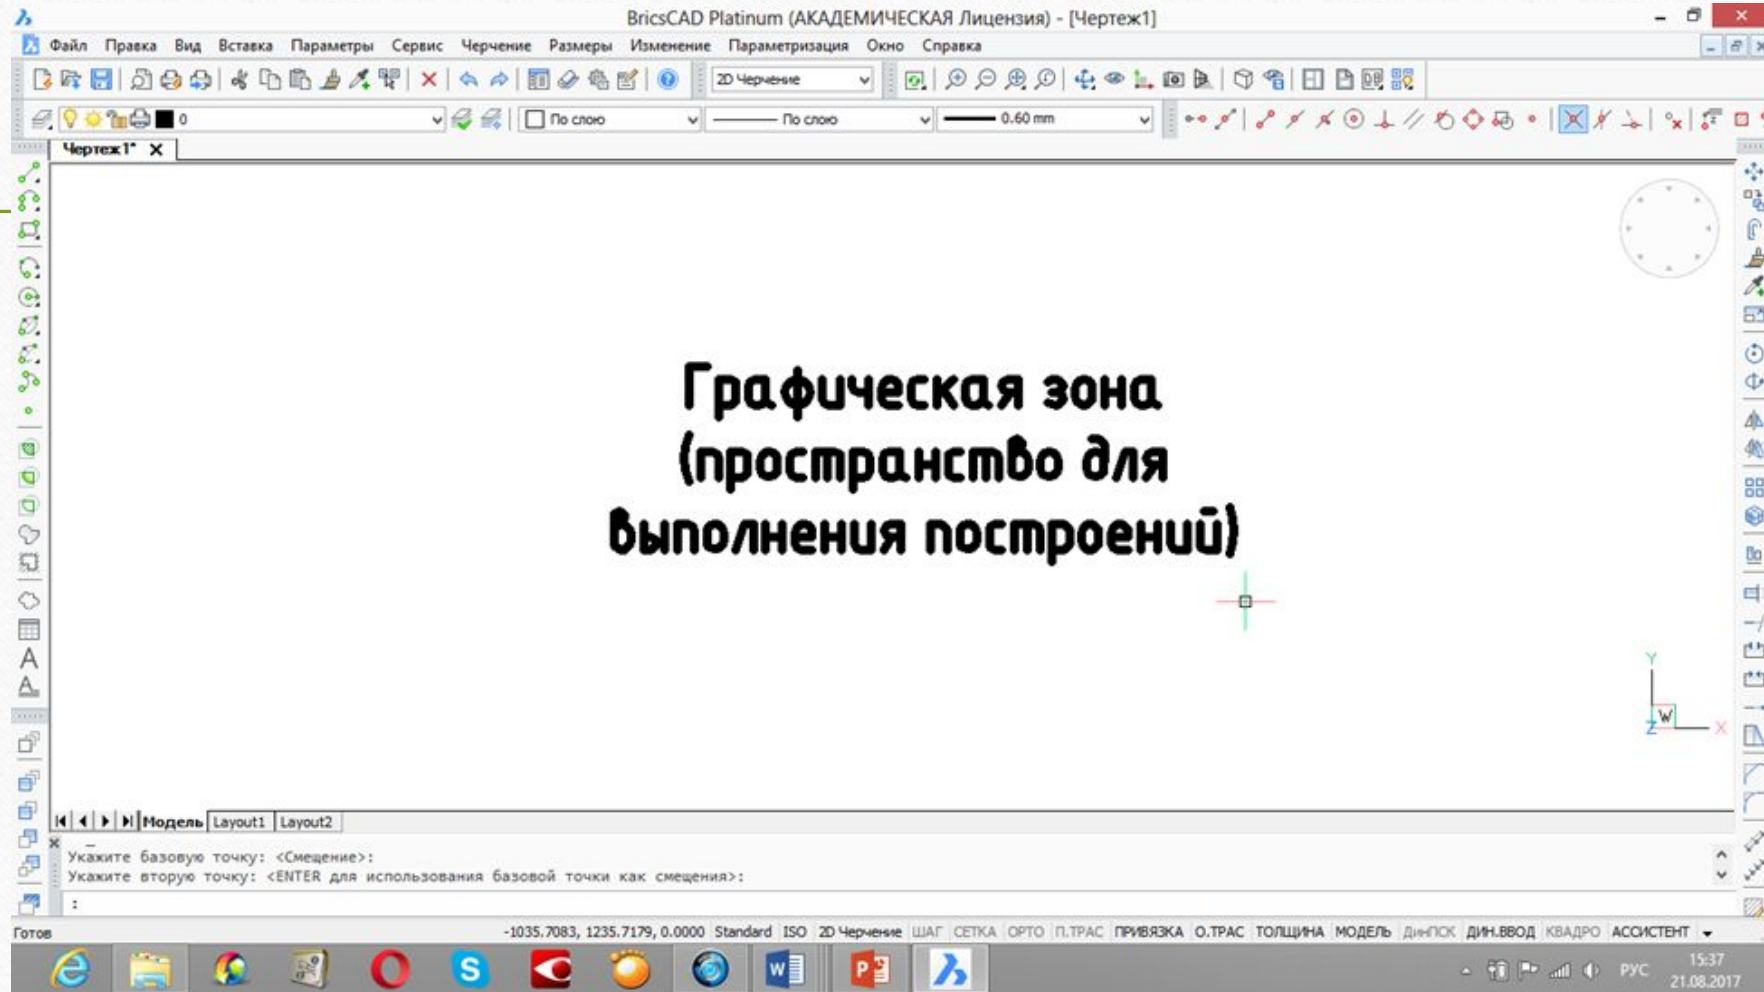 BricsCAD Platinum (АКАДЕМИЧЕСКАЯ Лицензия) - [Чертеж1]
Файл Правка Вид Вставка Параметры Сервис Черчение Размеры Изменение Параметризация Окно Справка
2D Черчение
0 По слою По слою 0.60 mm
Чертеж1* X
Графическая зона
(пространство для
выполнения построений)
Y
W
Z X
Модель Layout1 Layout2
Укажите базовую точку: <Смещение>:
Укажите вторую точку: <ENTER для использования базовой точки как смещения>:
:
Готов -1035.7083, 1235.7179, 0.0000 Standard ISO 2D Черчение ШАГ СЕТКА ОРТО П.ТРАС ПРИВЯЗКА О.ТРАС ТОЛЩИНА МОДЕЛЬ ДинПСК ДИН.ВВОД КВАДРО АССИСТЕНТ
РУС 15:37
21.08.2017